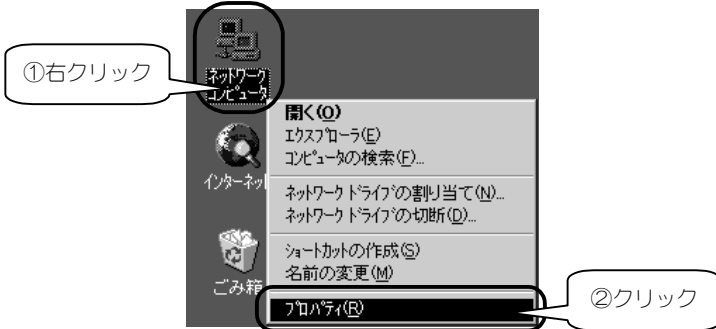 ①右クリック
ネットワーク
コンピュータ
開く(O)
エクスプローラ(E)
コンピュータの検索(F)...
インターネット
ネットワーク ドライブの割り当て(N)...
ネットワーク ドライブの切断(D)...
ショートカットの作成(S)
名前の変更(M)
ごみ箱
プロパティ(R)
②クリック